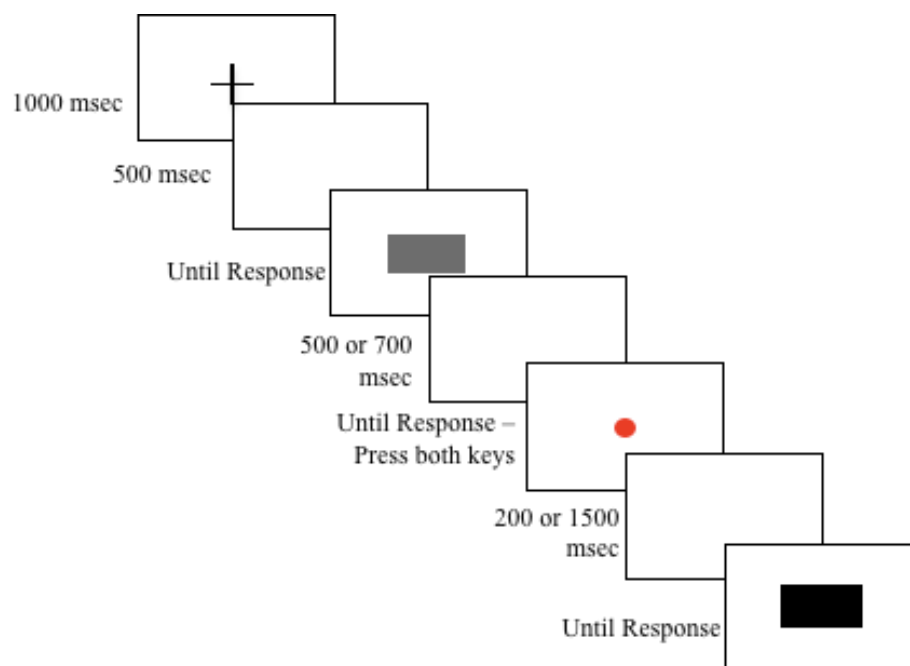 1000 msec
500 msec
Until Response
500 or 700
msec
Until Response –
Press both keys
200 or 1500
msec
Until Response